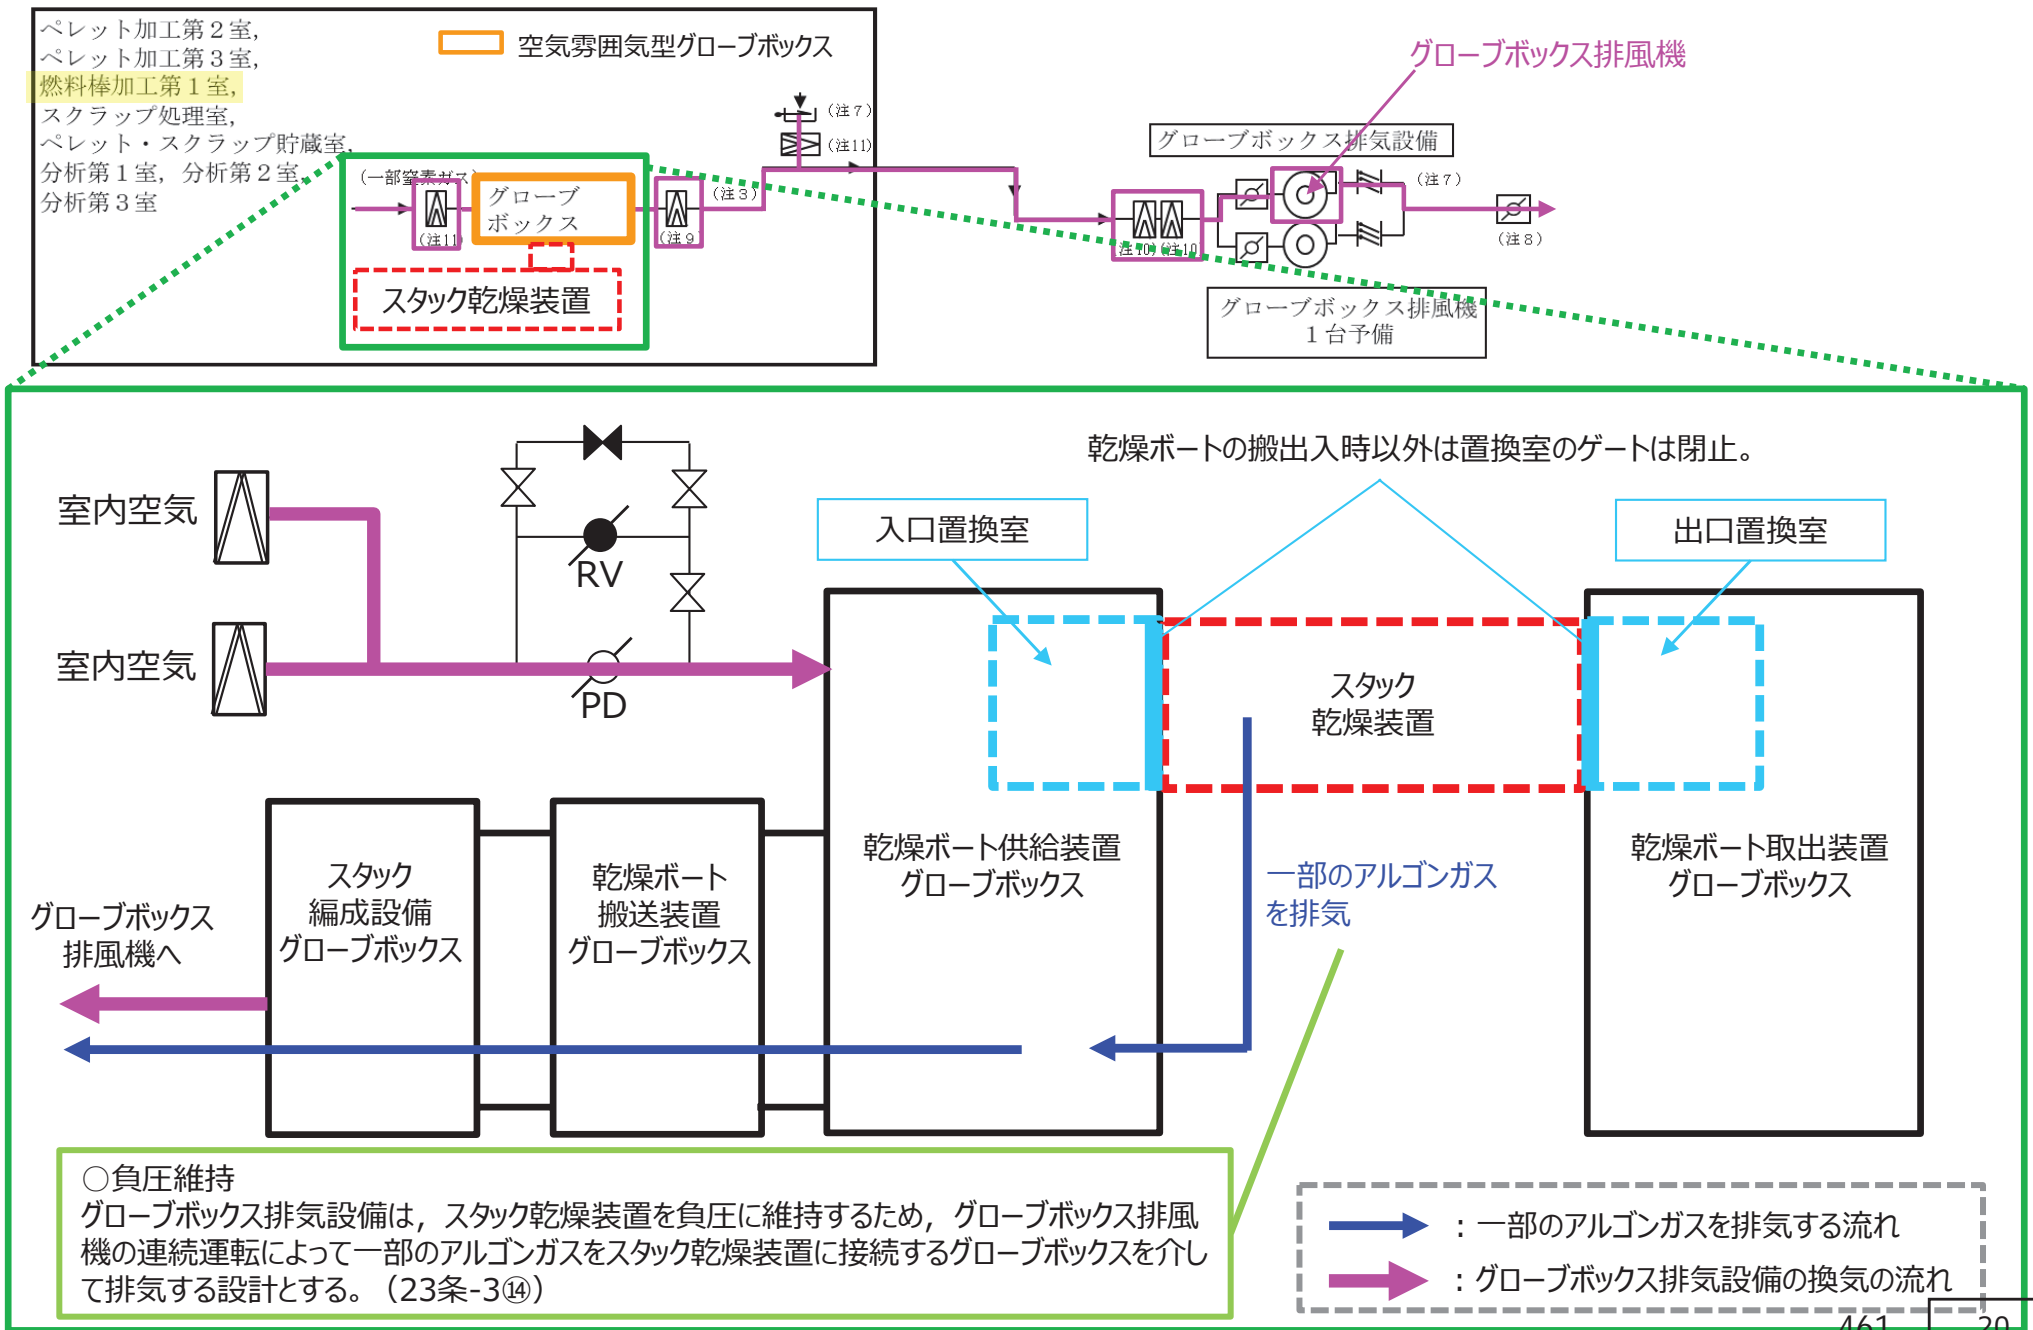 ペレット加工第２室,
ペレット加工第３室,
燃料棒加工第１室,
スクラップ処理室,
ペレット・スクラップ貯蔵室,
分析第１室，分析第２室,
分析第３室
空気雰囲気型グローブボックス
グローブボックス排風機
(注７)
(注11)
(一部窒素ガス)
グローブ
ボックス
(注11)
(注９)
(注３)
スタック乾燥装置
グローブボックス排気設備
(注10)(注10)
(注７)
(注８)
グローブボックス排風機
１台予備
乾燥ボートの搬出入時以外は置換室のゲートは閉止。
室内空気
室内空気
RV
PD
入口置換室
出口置換室
スタック
乾燥装置
スタック
編成設備
グローブボックス
乾燥ボート
搬送装置
グローブボックス
乾燥ボート供給装置
グローブボックス
一部のアルゴンガス
を排気
乾燥ボート取出装置
グローブボックス
グローブボックス
排風機へ
○負圧維持
グローブボックス排気設備は，スタック乾燥装置を負圧に維持するため，グローブボックス排風
機の連続運転によって一部のアルゴンガスをスタック乾燥装置に接続するグローブボックスを介し
て排気する設計とする。（23条-3⑭）
：一部のアルゴンガスを排気する流れ
：グローブボックス排気設備の換気の流れ
461
20